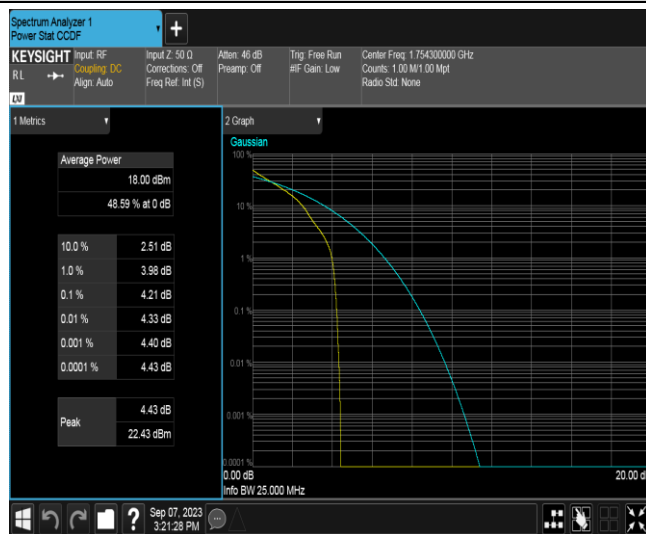 Spectrum Analyzer 1
Power Stat CCDF
+
KEYSIGHT
RL
Input: RF
Coupling: DC
Align: Auto
Input Z: 50 Ω
Corrections: Off
Freq Ref: Int (S)
Atten: 46 dB
Preamp: Off
Trig: Free Run
#IF Gain: Low
Center Freq: 1.754300000 GHz
Counts: 1.00 M/1.00 Mpt
Radio Std: None
LXI
1 Metrics
Average Power
18.00 dBm
48.59 % at 0 dB
10.0 % 2.51 dB
1.0 % 3.98 dB
0.1 % 4.21 dB
0.01 % 4.33 dB
0.001 % 4.40 dB
0.0001 % 4.43 dB
Peak
4.43 dB
22.43 dBm
2 Graph
Gaussian
100 %
10 %
1 %
0.1 %
0.01 %
0.001 %
0.0001 %
0.00 dB
20.00 d
Info BW 25.000 MHz
?
Sep 07, 2023
3:21:28 PM